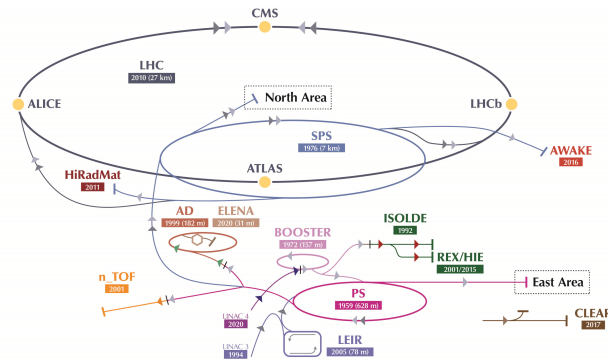 CMS
LHC
2010 (27 km)
North Area
ALICE
LHCb
SPS
1976 (7 km)
AWAKE
2016
ATLAS
HiRadMat
2011
AD
1999 (182 m)
ELENA
2020 (31 m)
ISOLDE
1992
BOOSTER
1972 (157 m)
REX/HIE
2001/2015
n_TOF
2001
PS
1959 (628 m)
East Area
LINAC 4
2020
CLEAR
2017
LINAC 3
1994
LEIR
2005 (78 m)